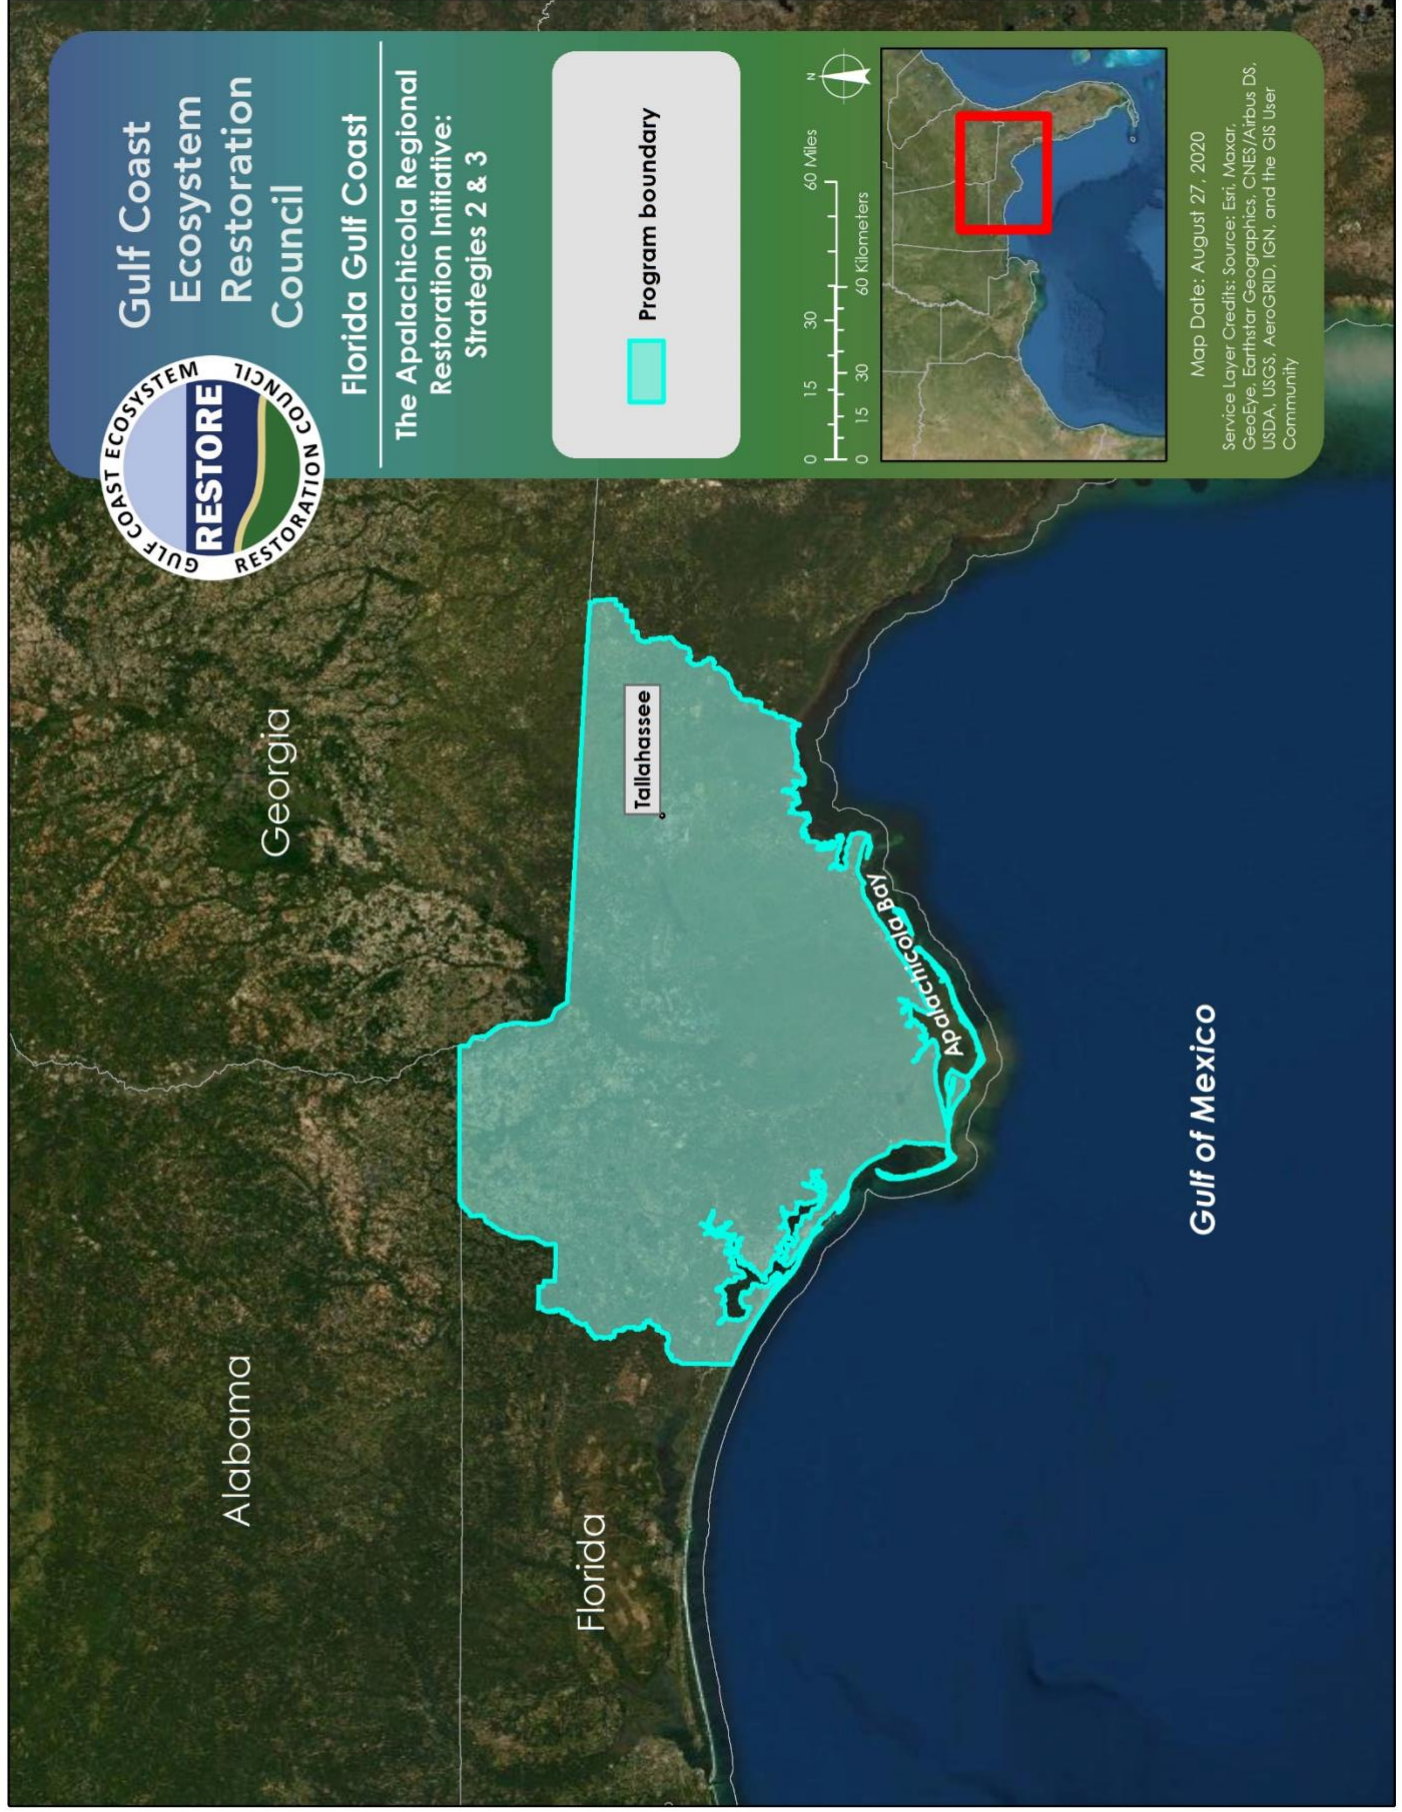 Gulf Coast
Ecosystem
Restoration
Council
GULF COAST ECOSYSTEM
RESTORE
RESTORATION COUNCIL
Florida Gulf Coast
The Apalachicola Regional
Restoration Initiative:
Strategies 2 & 3
Program boundary
0 15 30 60 Miles
0 15 30 60 Kilometers
N
Map Date: August 27, 2020
Service Layer Credits: Source: Esri, Maxar,
GeoEye, Earthstar Geographics, CNES/Airbus DS,
USDA, USGS, AeroGRID, IGN, and the GIS User
Community
Alabama
Georgia
Florida
Tallahassee
Apalachicola Bay
Gulf of Mexico